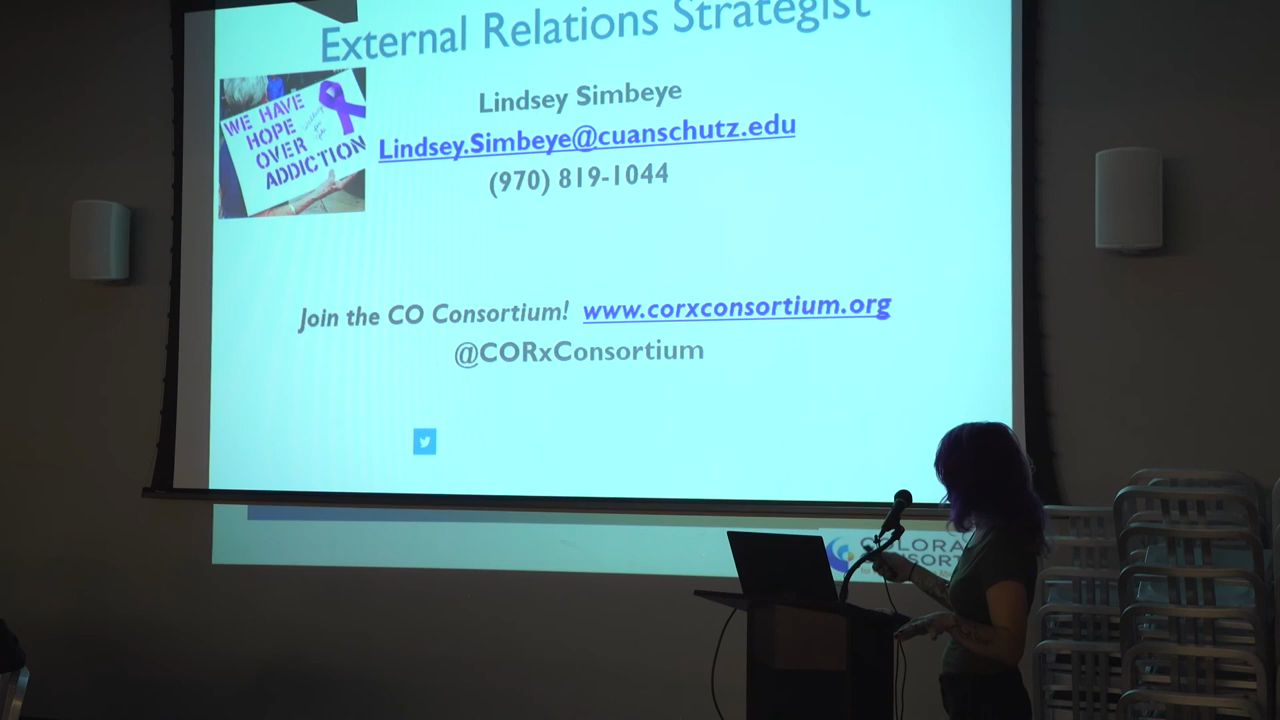 External Relations Strategist
WE HAVE
HOPE
OVER
ADDICTION
Lindsey Simbeye
Lindsey.Simbeye@cuanschutz.edu
(970) 819-1044
Join the CO Consortium! www.corxconsortium.org
@CORxConsortium